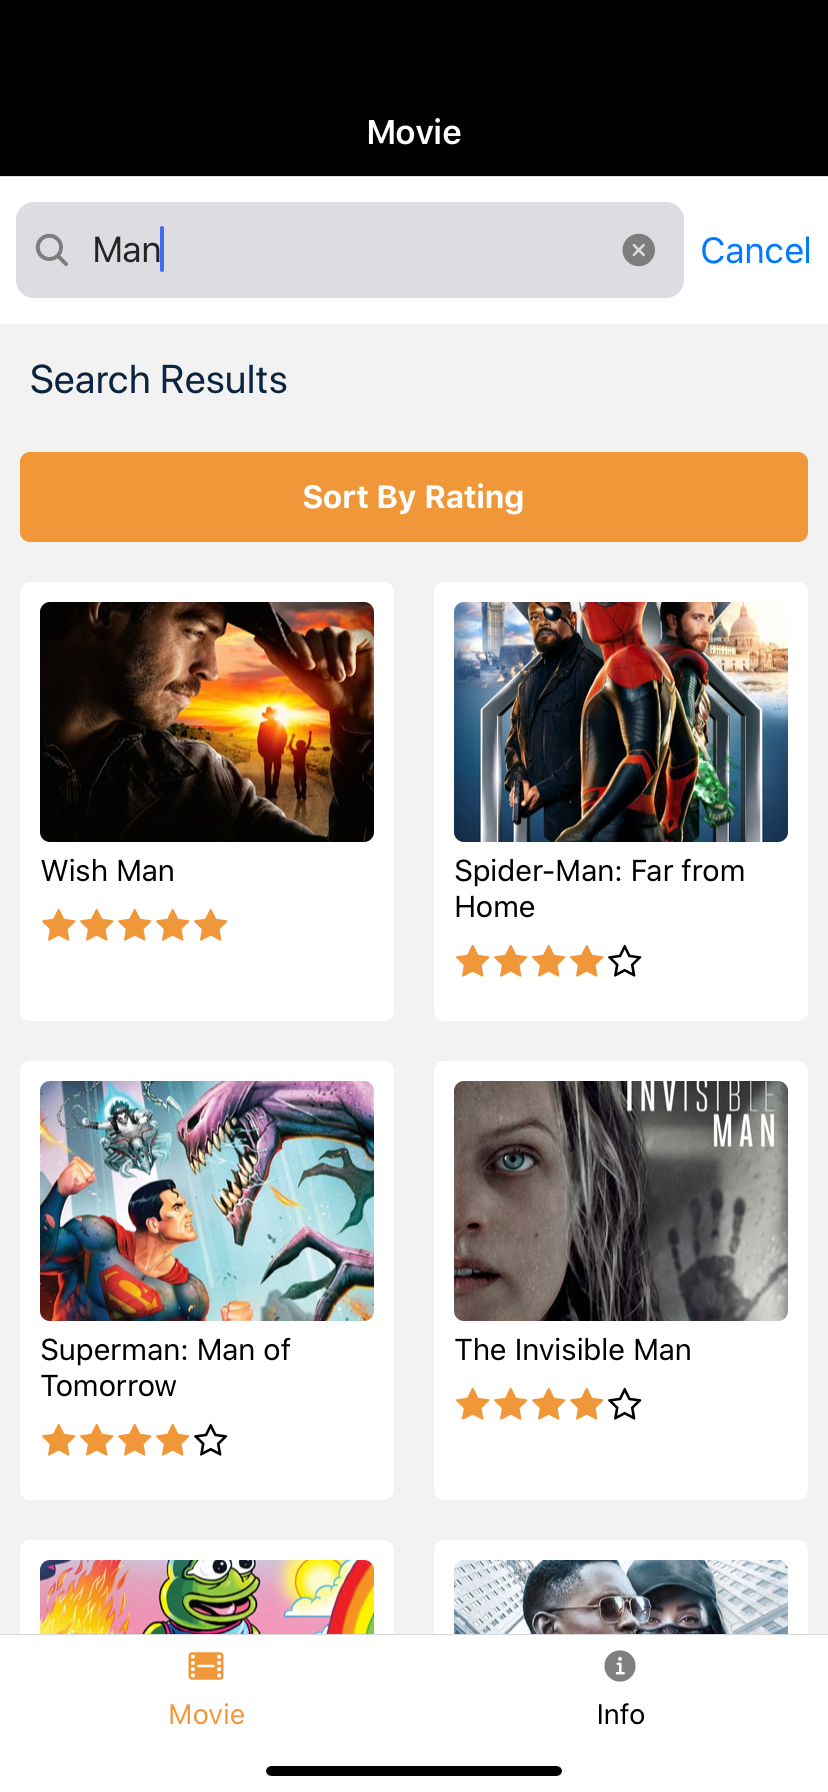 Movie
Man
Cancel
Search Results
Sort By Rating
Wish Man
Spider-Man: Far from
Home
INVISIBLE
MAN
Superman: Man of
Tomorrow
The Invisible Man
Movie
Info